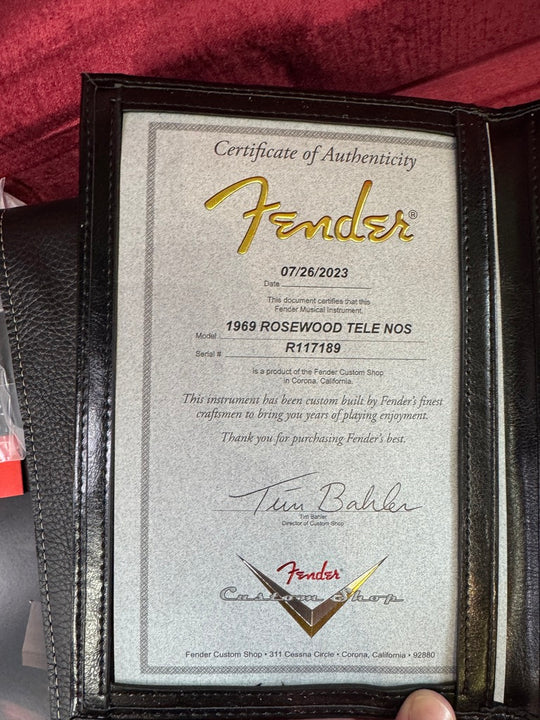 Certificate of Authenticity
Fender®
07/26/2023
Date
This document certifies that this
Fender Musical Instrument,
1969 ROSEWOOD TELE NOS
Model
R117189
Serial #
is a product of the Fender Custom Shop
in Corona, California.
This instrument has been custom built by Fender's finest
craftsmen to bring you years of playing enjoyment.
Thank you for purchasing Fender's best.
Tim Bahler
Tim Bahler
Director of Custom Shop
Fender
Custom Shop
Fender Custom Shop • 311 Cessna Circle • Corona, California • 92880